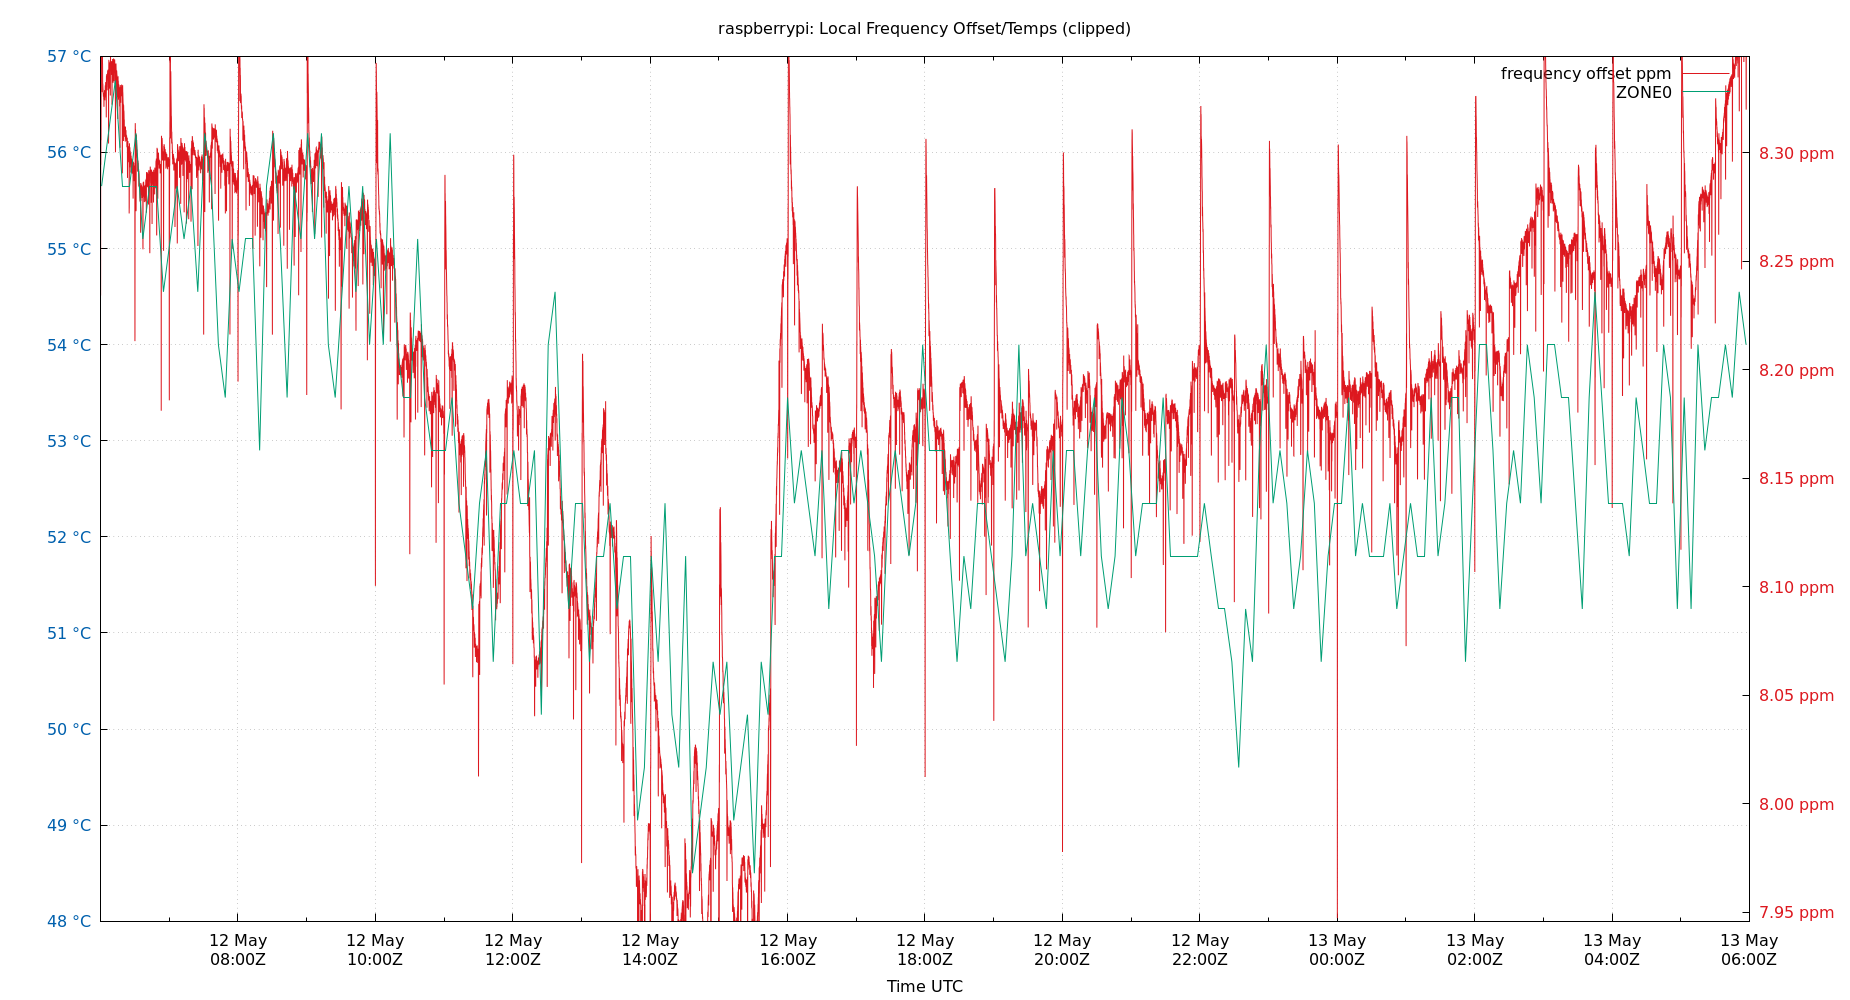 raspberrypi: Local Frequency Offset/Temps (clipped)
57 °C
56 °C
55 °C
54 °C
53 °C
52 °C
51 °C
50 °C
49 °C
48 °C
frequency offset ppm
ZONE0
8.30 ppm
8.25 ppm
8.20 ppm
8.15 ppm
8.10 ppm
8.05 ppm
8.00 ppm
7.95 ppm
12 May 12 May 12 May 12 May 12 May 12 May 12 May 12 May 13 May 13 May 13 May 13 May
08:00Z 10:00Z 12:00Z 14:00Z 16:00Z 18:00Z 20:00Z 22:00Z 00:00Z 02:00Z 04:00Z 06:00Z
Time UTC